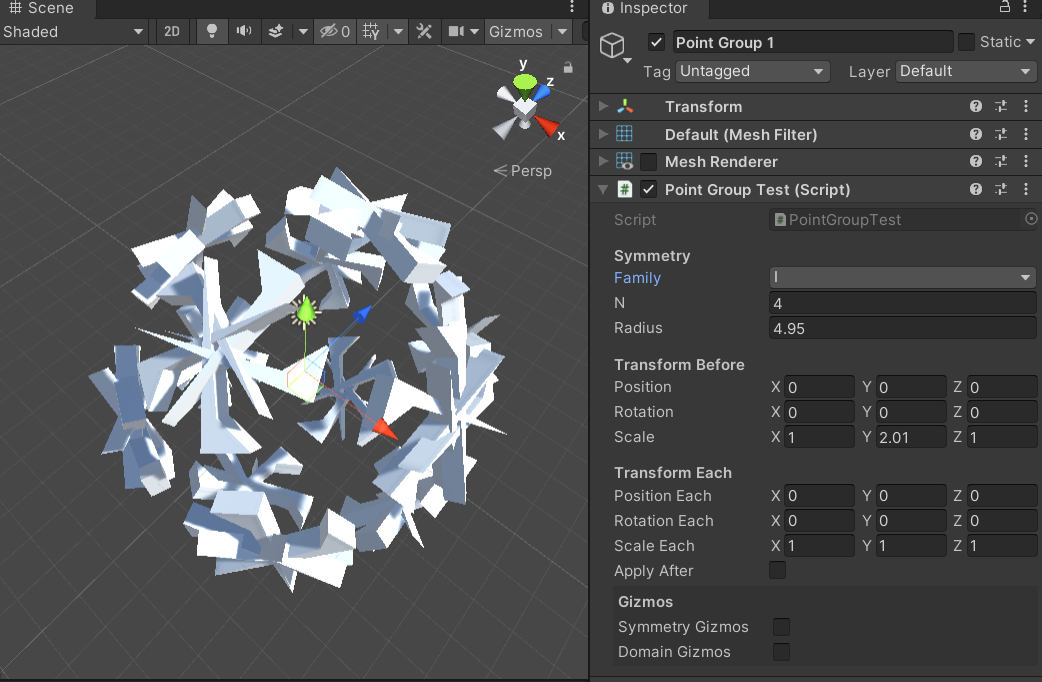 Scene
Shaded
2D
0
Gizmos
y
z
x
Persp
Inspector
Point Group 1
Static
Tag Untagged Layer Default
Transform
Default (Mesh Filter)
Mesh Renderer
# Point Group Test (Script)
Script # PointGroupTest
Symmetry
Family I
N 4
Radius 4.95
Transform Before
Position X 0 Y 0 Z 0
Rotation X 0 Y 0 Z 0
Scale X 1 Y 2.01 Z 1
Transform Each
Position Each X 0 Y 0 Z 0
Rotation Each X 0 Y 0 Z 0
Scale Each X 1 Y 1 Z 1
Apply After
Gizmos
Symmetry Gizmos
Domain Gizmos